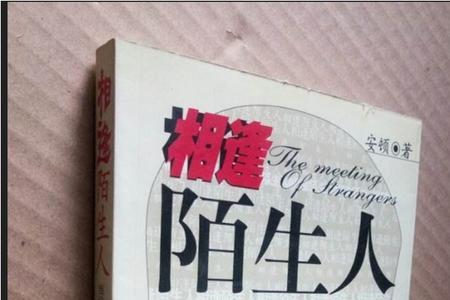 相逢陌生人
安顿◉著
相逢
The meeting
Of Strangers
陌生人